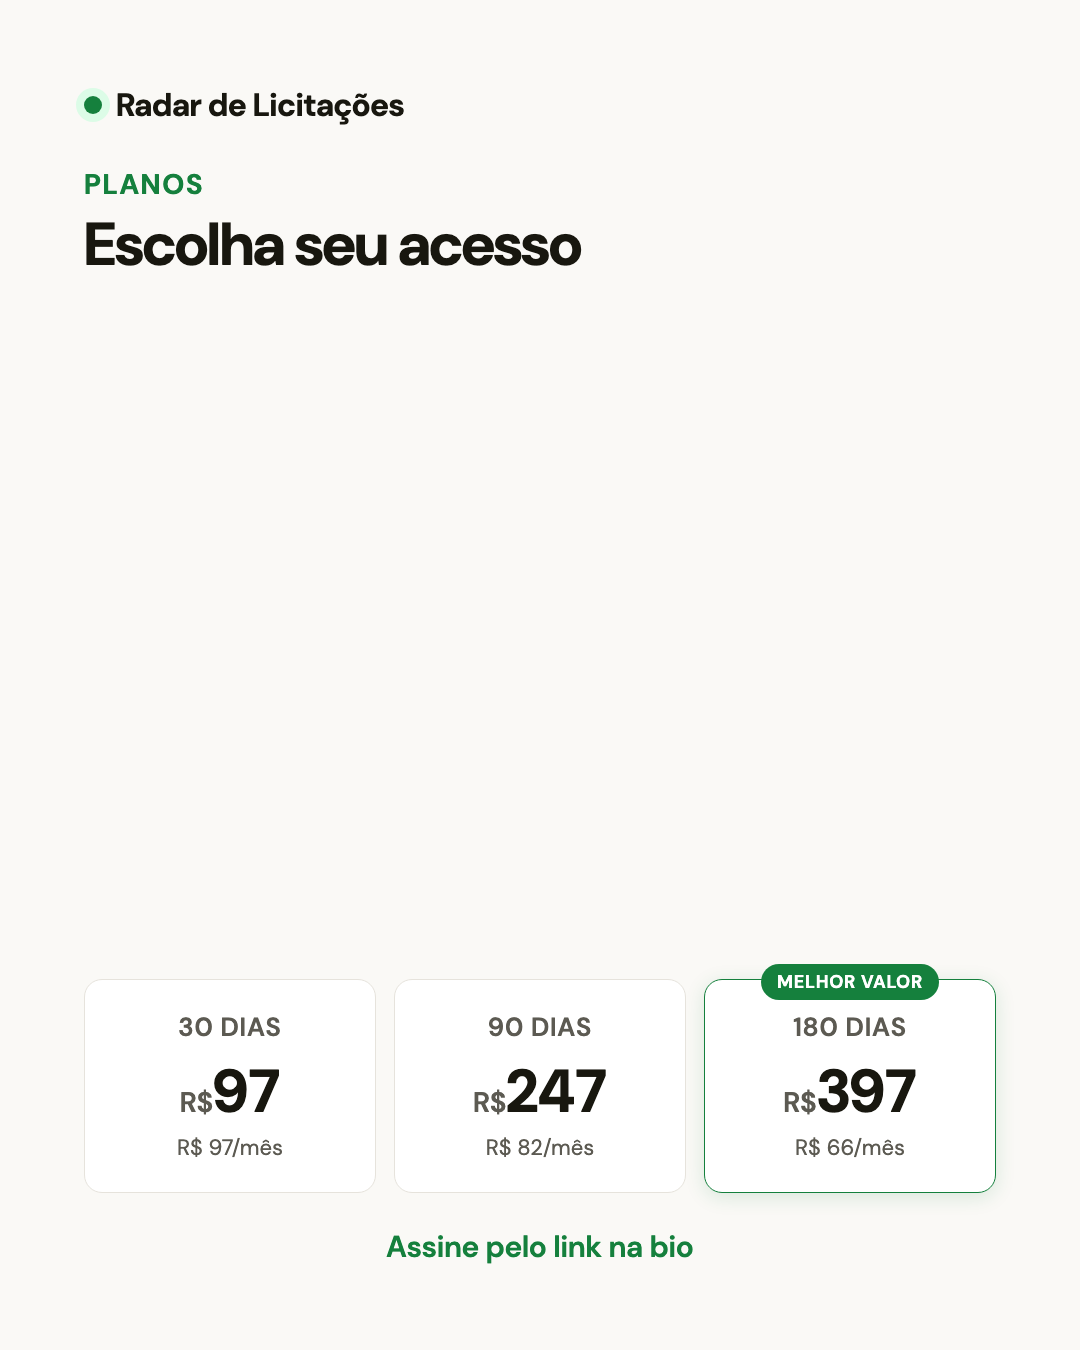 Radar de Licitações
PLANOS
Escolha seu acesso
30 DIAS
R$97
R$ 97/mês
90 DIAS
R$247
R$ 82/mês
MELHOR VALOR
180 DIAS
R$397
R$ 66/mês
Assine pelo link na bio